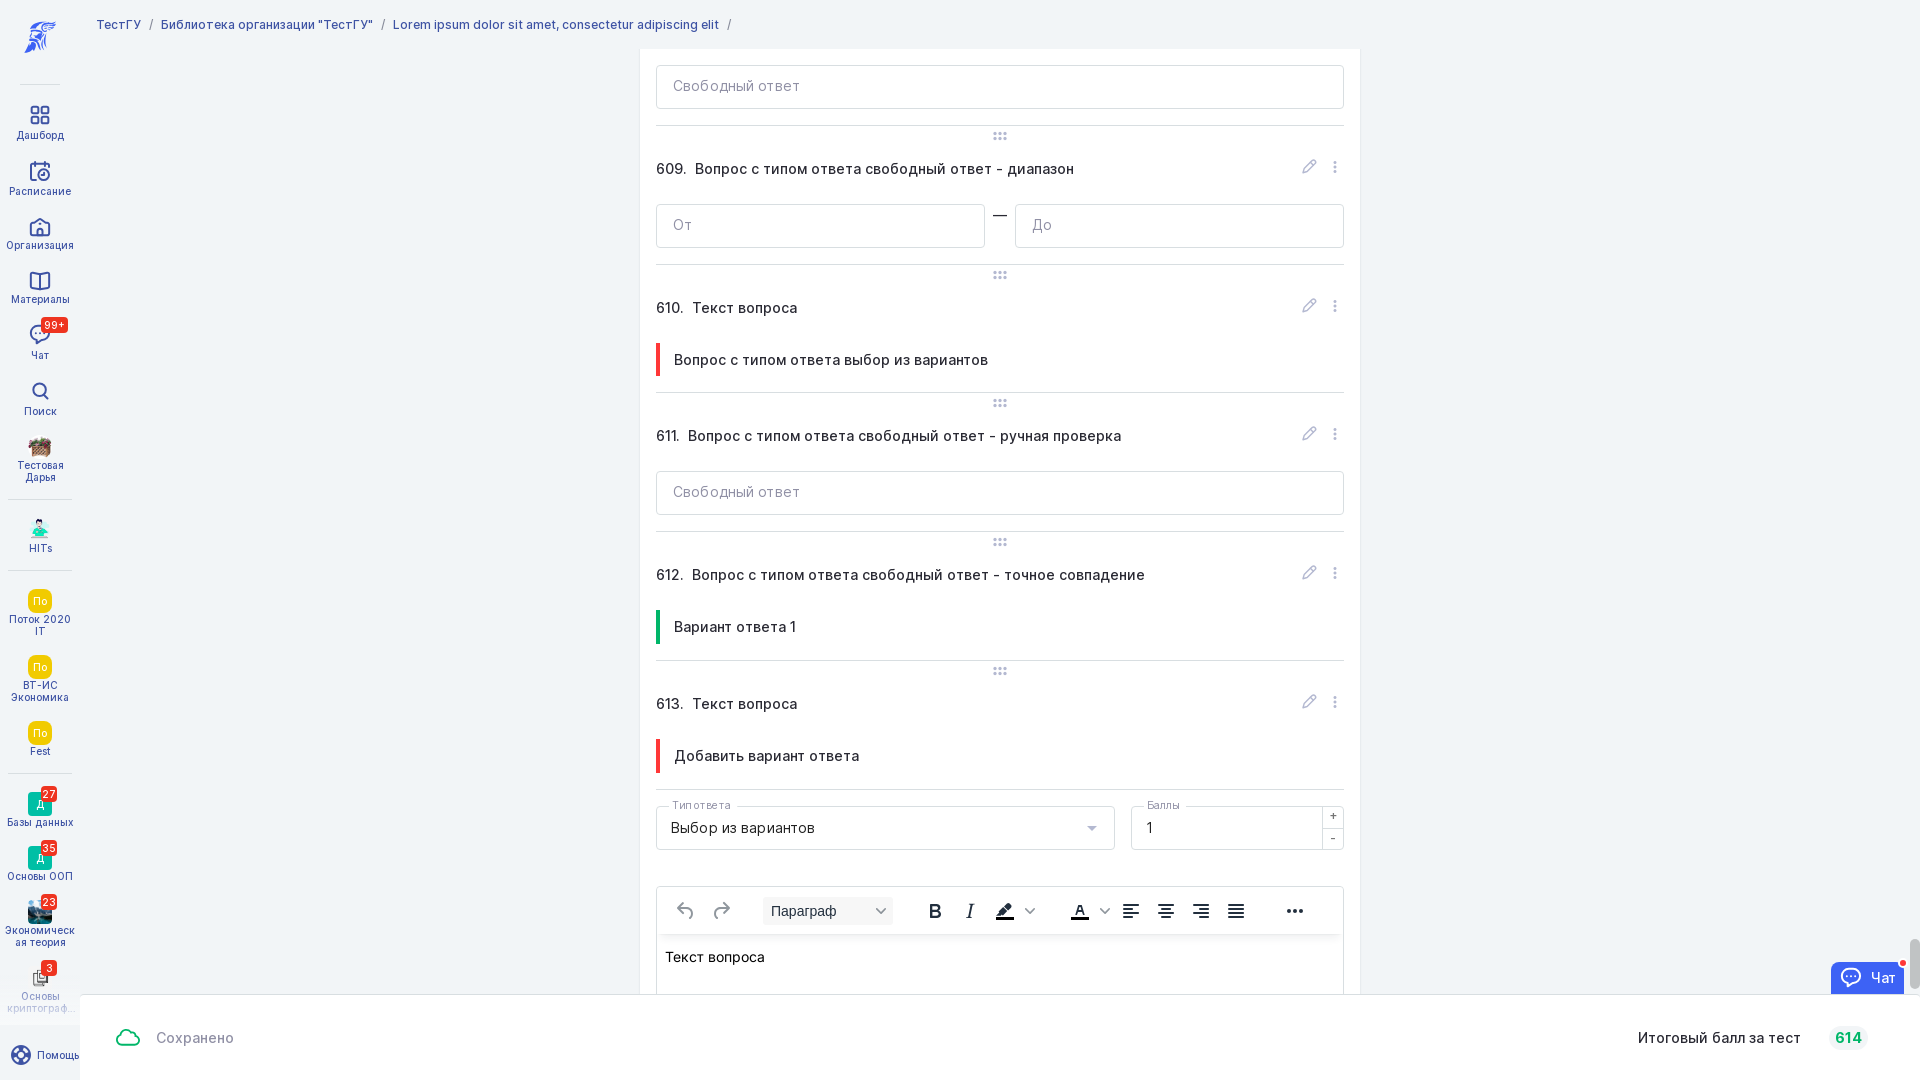 ТестГУ / Библиотека организации "ТестГУ" / Lorem ipsum dolor sit amet, consectetur adipiscing elit /
Дашборд
Расписание
Организация
Материалы
99+
Чат
Поиск
Тестовая
Дарья
HITs
По
Поток 2020
IT
По
ВТ-ИС
Экономика
По
Fest
27
Д
Базы данных
35
Д
Основы ООП
23
Экономическ
ая теория
3
Основы
криптограф...
Помощь
Свободный ответ
609. Вопрос с типом ответа свободный ответ - диапазон
От — До
610. Текст вопроса
Вопрос с типом ответа выбор из вариантов
611. Вопрос с типом ответа свободный ответ - ручная проверка
Свободный ответ
612. Вопрос с типом ответа свободный ответ - точное совпадение
Вариант ответа 1
613. Текст вопроса
Добавить вариант ответа
Тип ответа
Выбор из вариантов
Баллы
1
+
-
Параграф
B I A
Текст вопроса
Чат
Сохранено
Итоговый балл за тест 614